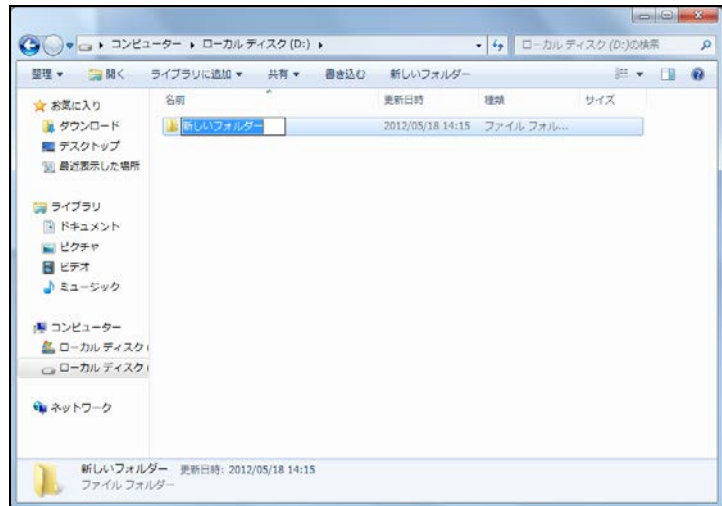 コンピューター ▸ ローカル ディスク (D:) ▸
ローカル ディスク (D:)の検索
整理 ▼ 開く ライブラリに追加 ▼ 共有 ▼ 書き込む 新しいフォルダー
名前 更新日時 種類 サイズ
新しいフォルダー 2012/05/18 14:15 ファイル フォル...
お気に入り
ダウンロード
デスクトップ
最近表示した場所
ライブラリ
ドキュメント
ピクチャ
ビデオ
ミュージック
コンピューター
ローカル ディスク (
ローカル ディスク (
ネットワーク
新しいフォルダー 更新日時: 2012/05/18 14:15
ファイル フォルダー